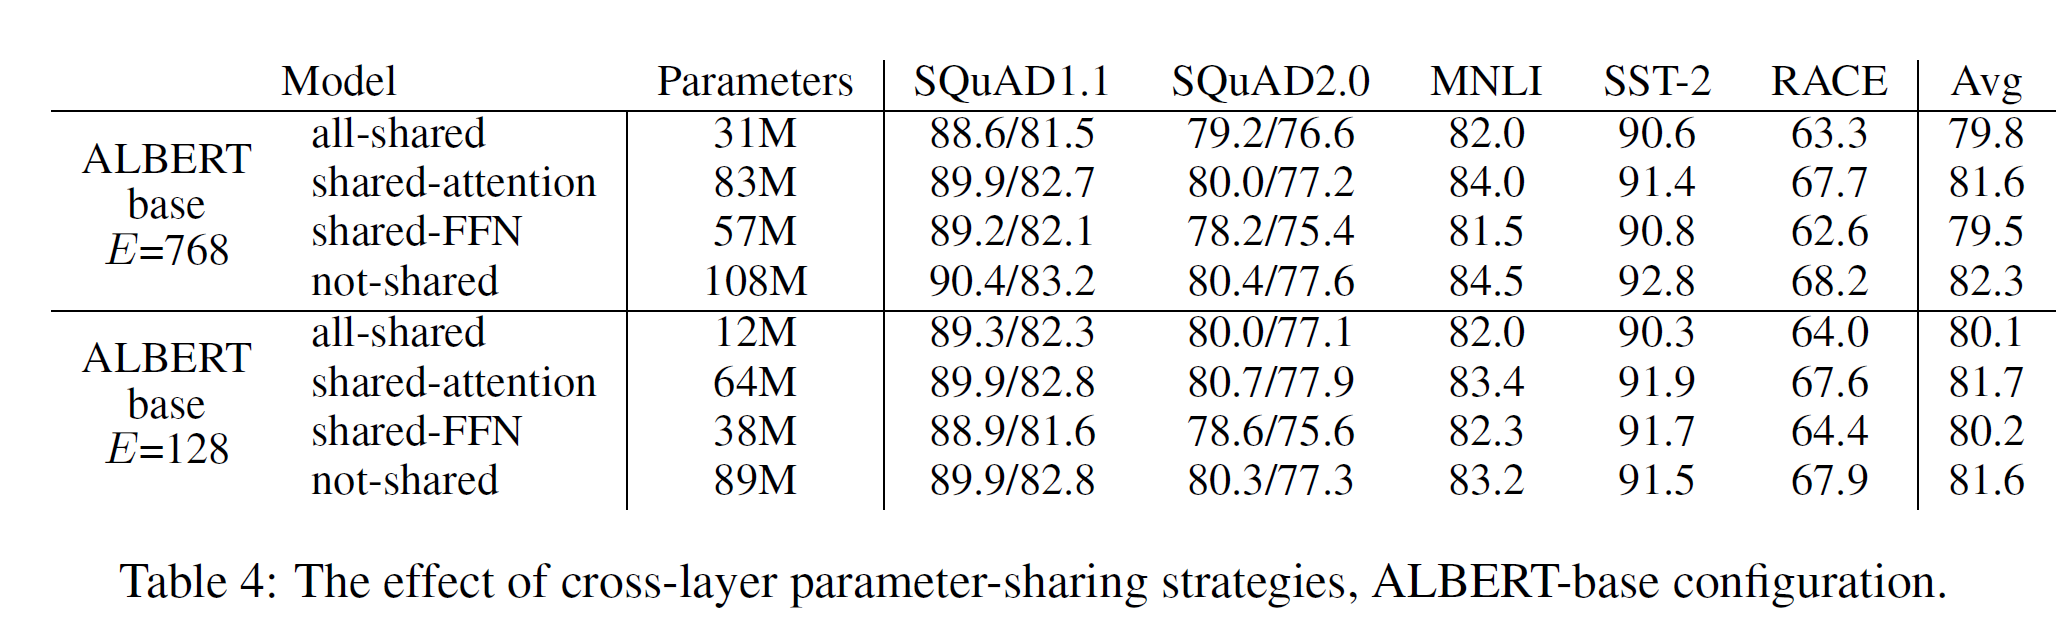 Model Parameters SQuAD1.1 SQuAD2.0 MNLI SST-2 RACE Avg
ALBERT base E=768
all-shared 31M 88.6/81.5 79.2/76.6 82.0 90.6 63.3 79.8
shared-attention 83M 89.9/82.7 80.0/77.2 84.0 91.4 67.7 81.6
shared-FFN 57M 89.2/82.1 78.2/75.4 81.5 90.8 62.6 79.5
not-shared 108M 90.4/83.2 80.4/77.6 84.5 92.8 68.2 82.3
ALBERT base E=128
all-shared 12M 89.3/82.3 80.0/77.1 82.0 90.3 64.0 80.1
shared-attention 64M 89.9/82.8 80.7/77.9 83.4 91.9 67.6 81.7
shared-FFN 38M 88.9/81.6 78.6/75.6 82.3 91.7 64.4 80.2
not-shared 89M 89.9/82.8 80.3/77.3 83.2 91.5 67.9 81.6
Table 4: The effect of cross-layer parameter-sharing strategies, ALBERT-base configuration.